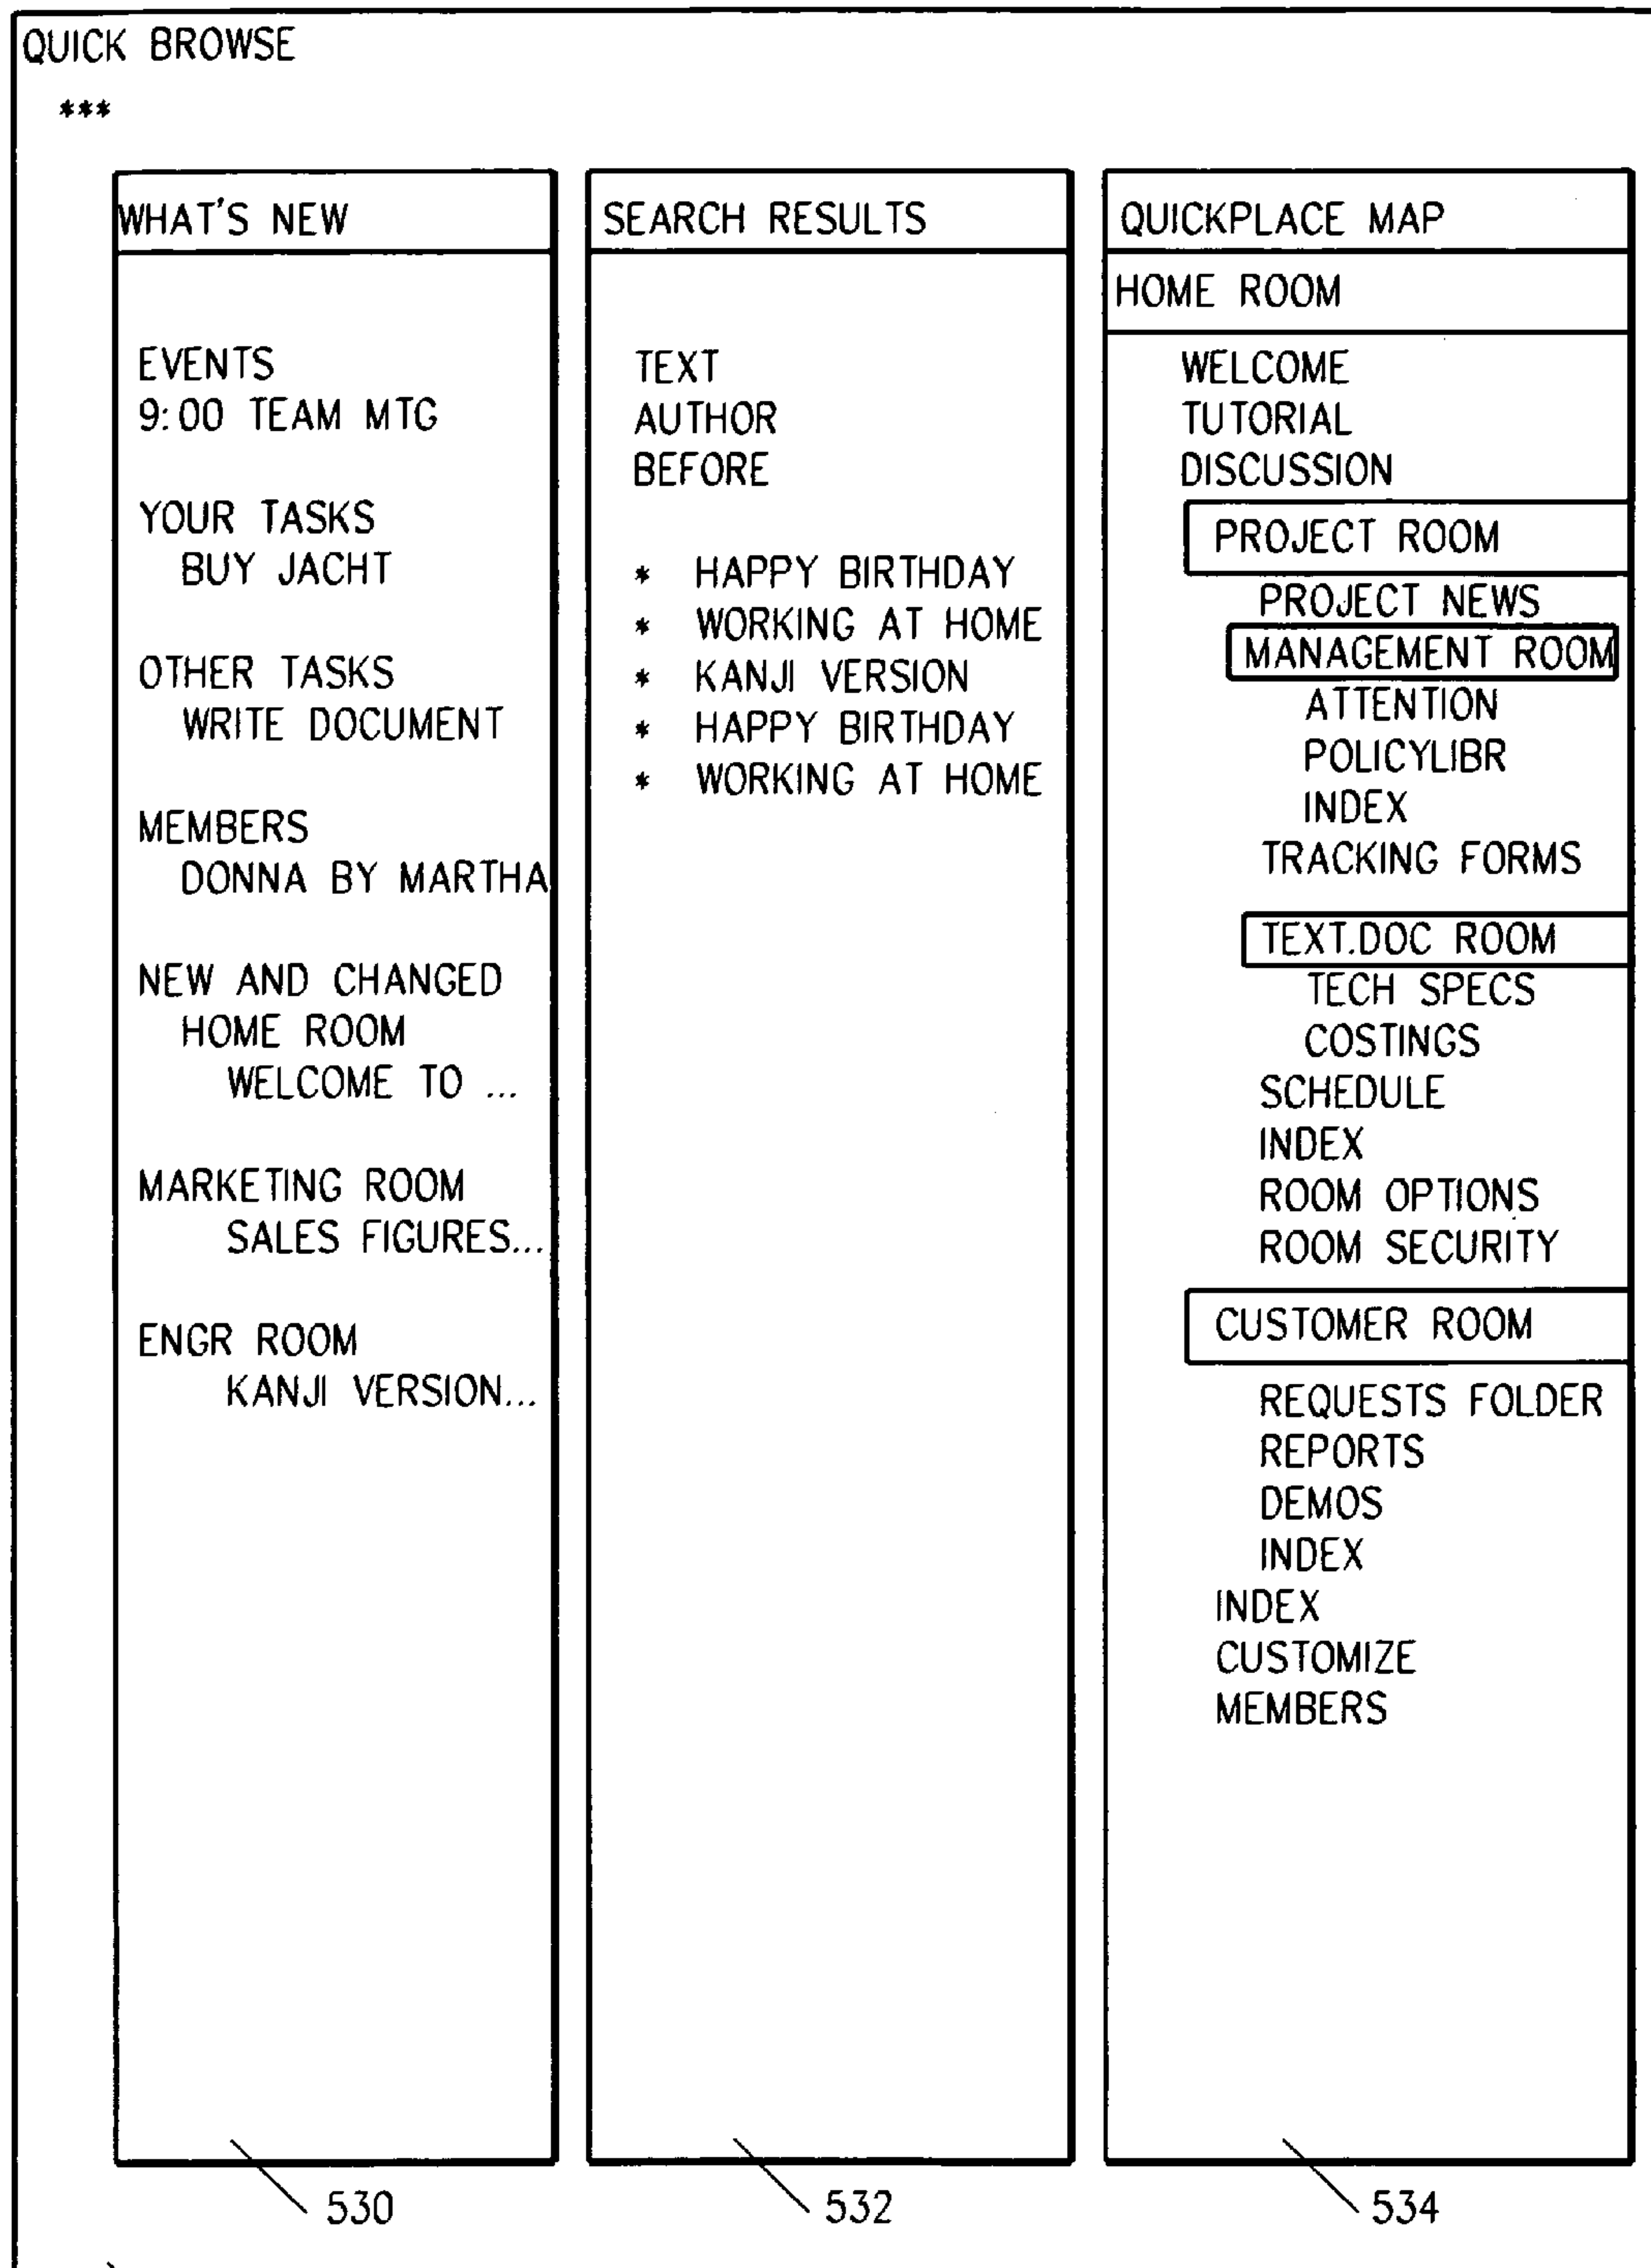 QUICK BROWSE
***
WHAT'S NEW
EVENTS
9:00 TEAM MTG
YOUR TASKS
BUY JACHT
OTHER TASKS
WRITE DOCUMENT
MEMBERS
DONNA BY MARTHA
NEW AND CHANGED
HOME ROOM
WELCOME TO ...
MARKETING ROOM
SALES FIGURES...
ENGR ROOM
KANJI VERSION...
530
SEARCH RESULTS
TEXT
AUTHOR
BEFORE
* HAPPY BIRTHDAY
* WORKING AT HOME
* KANJI VERSION
* HAPPY BIRTHDAY
* WORKING AT HOME
532
QUICKPLACE MAP
HOME ROOM
WELCOME
TUTORIAL
DISCUSSION
PROJECT ROOM
PROJECT NEWS
MANAGEMENT ROOM
ATTENTION
POLICYLIBR
INDEX
TRACKING FORMS
TEXT.DOC ROOM
TECH SPECS
COSTINGS
SCHEDULE
INDEX
ROOM OPTIONS
ROOM SECURITY
CUSTOMER ROOM
REQUESTS FOLDER
REPORTS
DEMOS
INDEX
INDEX
CUSTOMIZE
MEMBERS
534